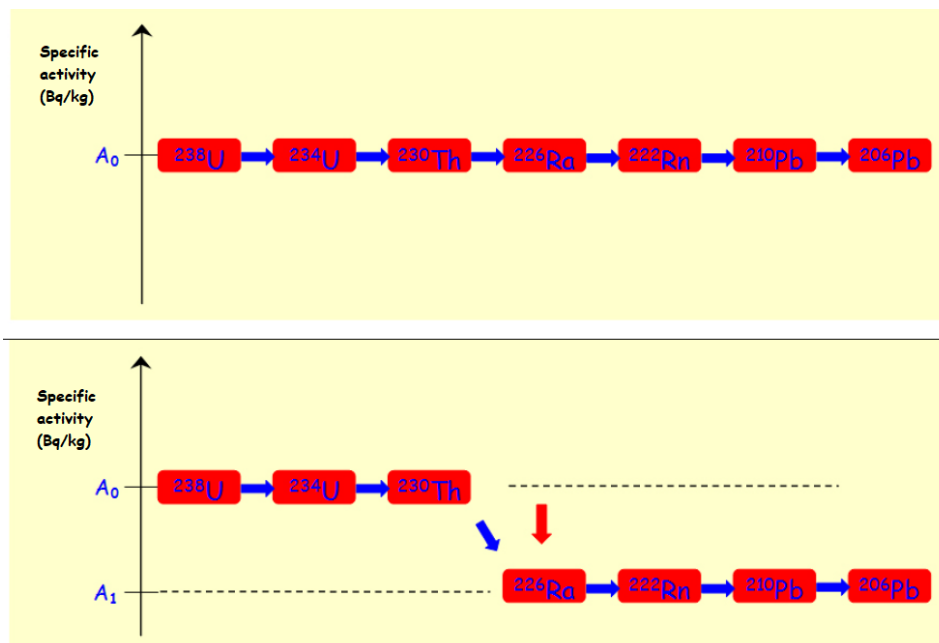 Specific
activity
(Bq/kg)
A₀ ²³⁸U ²³⁴U ²³⁰Th ²²⁶Ra ²²²Rn ²¹⁰Pb ²⁰⁶Pb
Specific
activity
(Bq/kg)
A₀ ²³⁸U ²³⁴U ²³⁰Th
A₁ ²²⁶Ra ²²²Rn ²¹⁰Pb ²⁰⁶Pb